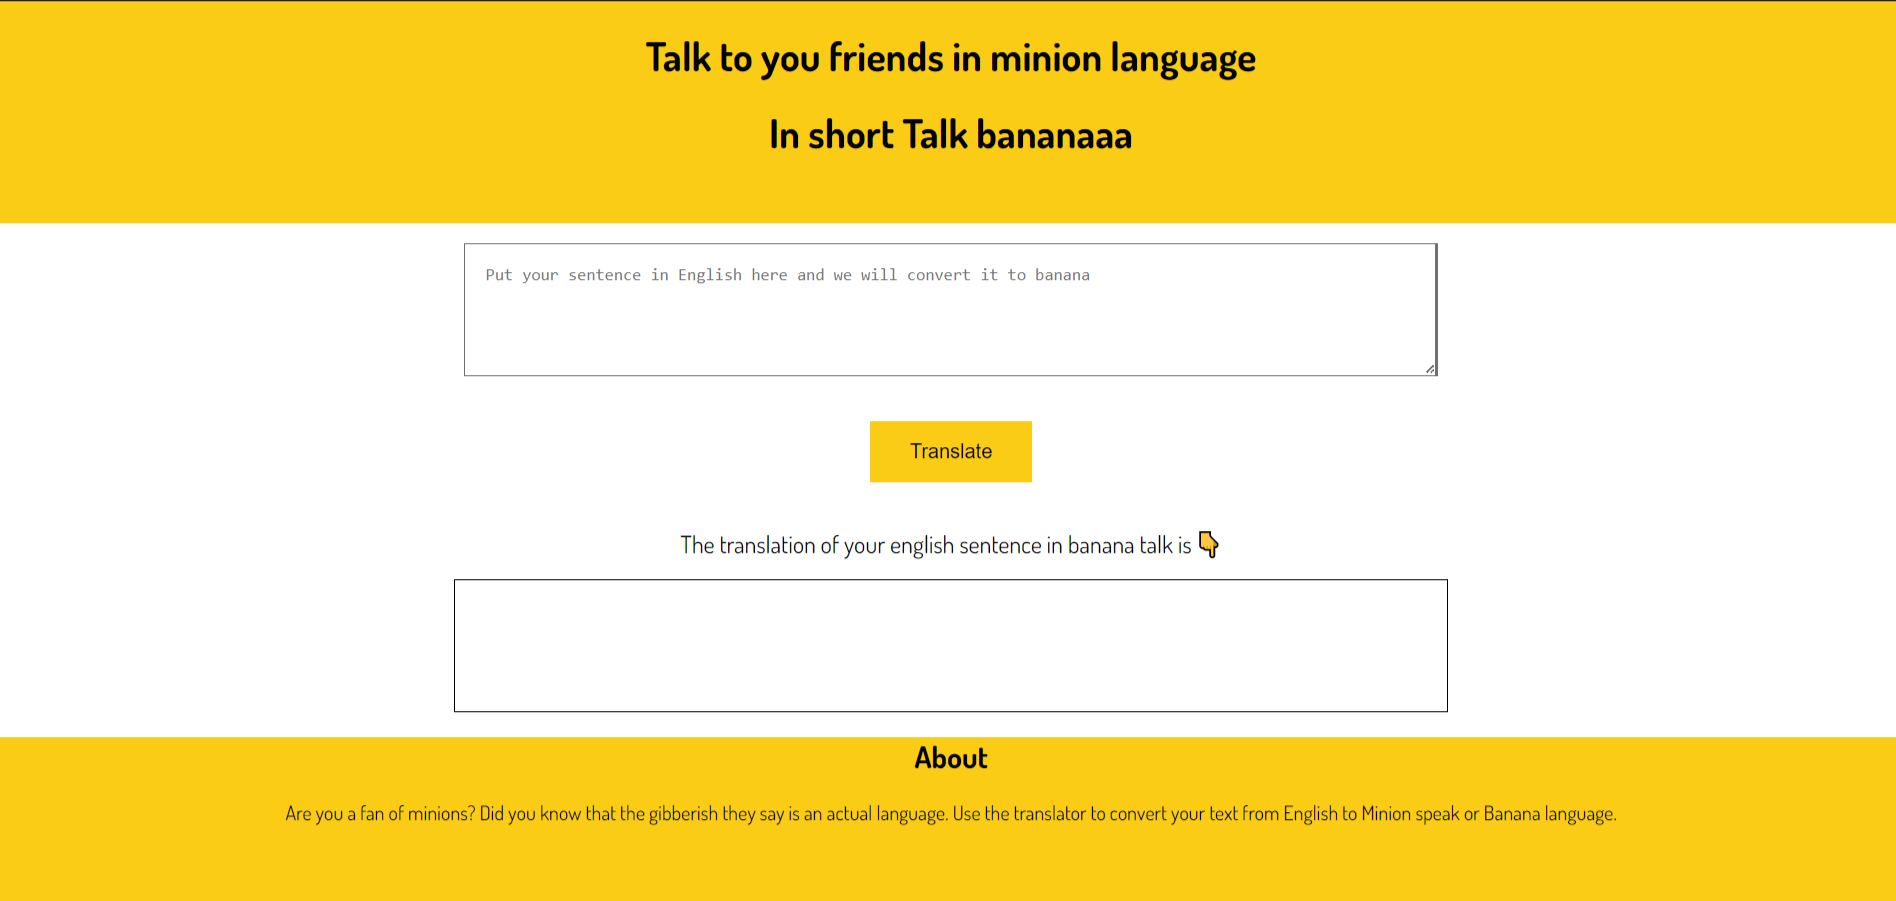 Talk to you friends in minion language
In short Talk bananaaa
Put your sentence in English here and we will convert it to banana
Translate
The translation of your english sentence in banana talk is 👇
About
Are you a fan of minions? Did you know that the gibberish they say is an actual language. Use the translator to convert your text from English to Minion speak or Banana language.